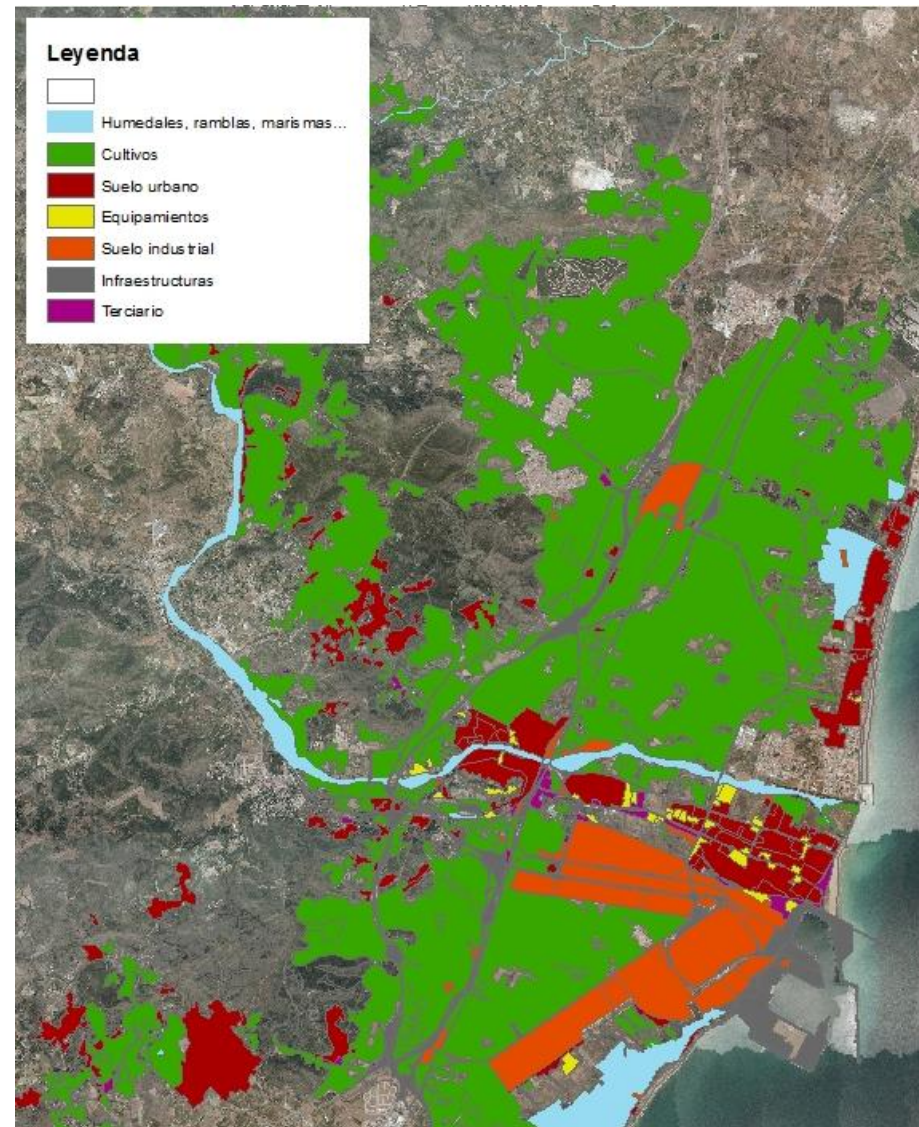 Leyenda
Humedales, ramblas, marismas...
Cultivos
Suelo urbano
Equipamientos
Suelo industrial
Infraestructuras
Terciario